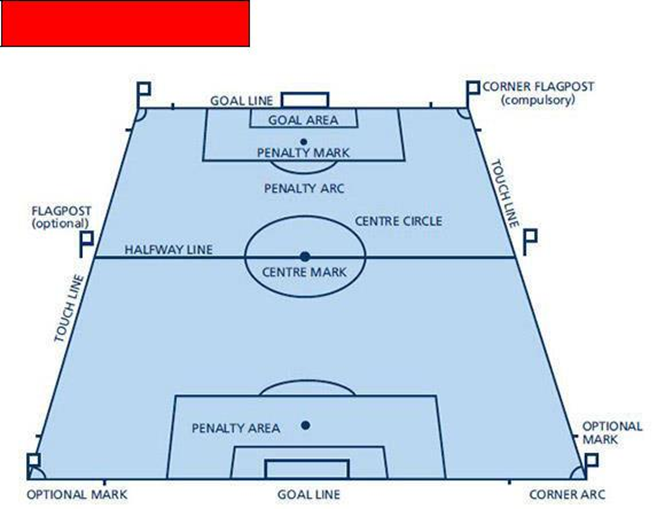 GOAL LINE
CORNER FLAGPOST
(compulsory)
GOAL AREA
PENALTY MARK
PENALTY ARC
TOUCH LINE
FLAGPOST
(optional)
CENTRE CIRCLE
HALFWAY LINE
CENTRE MARK
TOUCH LINE
PENALTY AREA
OPTIONAL
MARK
OPTIONAL MARK
GOAL LINE
CORNER ARC